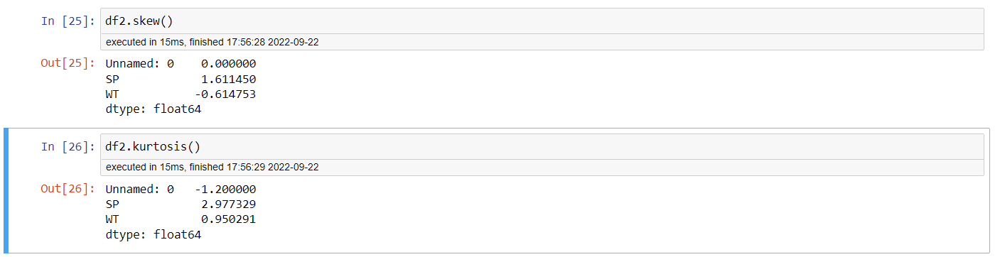 In [25]: df2.skew()
executed in 15ms, finished 17:56:28 2022-09-22
Out[25]: Unnamed: 0    0.000000
SP            1.611450
WT           -0.614753
dtype: float64
In [26]: df2.kurtosis()
executed in 15ms, finished 17:56:29 2022-09-22
Out[26]: Unnamed: 0   -1.200000
SP            2.977329
WT            0.950291
dtype: float64